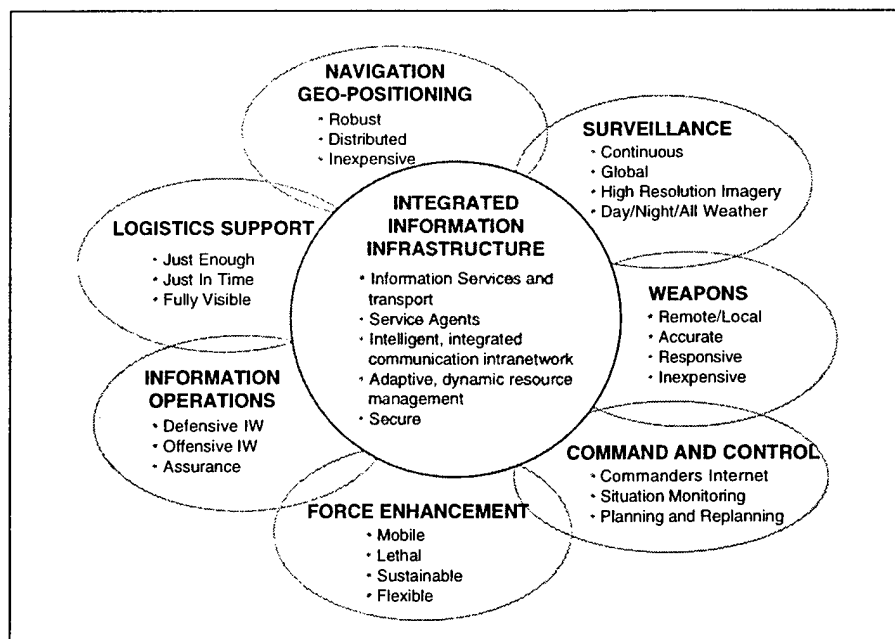 NAVIGATION
GEO-POSITIONING
• Robust
• Distributed
• Inexpensive
SURVEILLANCE
• Continuous
• Global
• High Resolution Imagery
• Day/Night/All Weather
LOGISTICS SUPPORT
• Just Enough
• Just In Time
• Fully Visible
INTEGRATED
INFORMATION
INFRASTRUCTURE
• Information Services and
transport
• Service Agents
• Intelligent, integrated
communication intranetwork
• Adaptive, dynamic resource
management
• Secure
WEAPONS
• Remote/Local
• Accurate
• Responsive
• Inexpensive
INFORMATION
OPERATIONS
• Defensive IW
• Offensive IW
• Assurance
COMMAND AND CONTROL
• Commanders Internet
• Situation Monitoring
• Planning and Replanning
FORCE ENHANCEMENT
• Mobile
• Lethal
• Sustainable
• Flexible